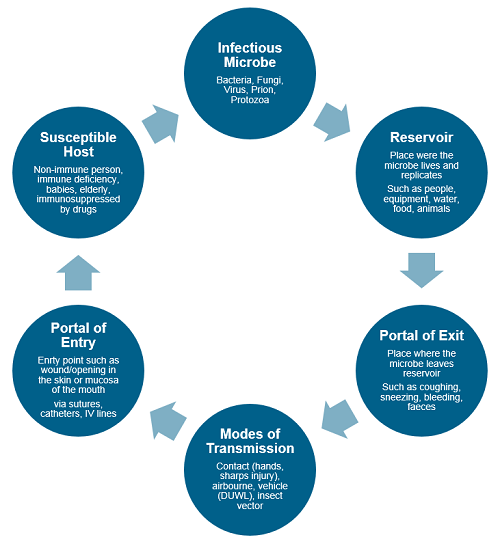 Infectious
Microbe
Bacteria, Fungi,
Virus, Prion,
Protozoa
Reservoir
Place were the
microbe lives and
replicates
Such as people,
equipment, water,
food, animals
Portal of Exit
Place where the
microbe leaves
reservoir
Such as coughing,
sneezing, bleeding,
faeces
Modes of
Transmission
Contact (hands,
sharps injury),
airbourne, vehicle
(DUWL), insect
vector
Portal of
Entry
Enrty point such as
wound/opening in
the skin or mucosa
of the mouth
via sutures,
catheters, IV lines
Susceptible
Host
Non-immune person,
immune deficiency,
babies, elderly,
immunosuppressed
by drugs